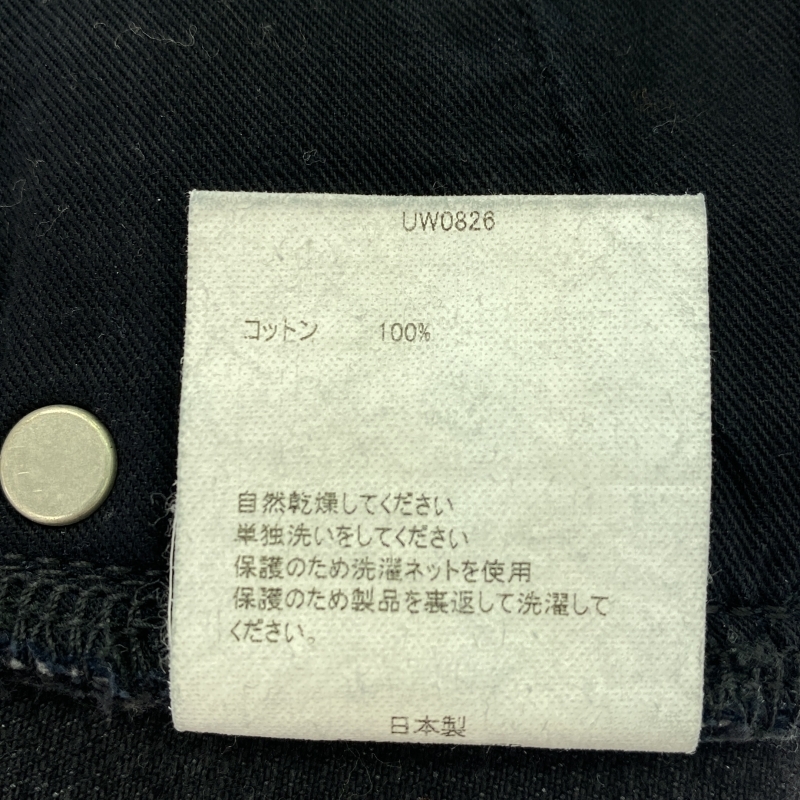 UW0826
コットン 100%
自然乾燥してください
単独洗いをしてください
保護のため洗濯ネットを使用
保護のため製品を裏返して洗濯して
ください。
日本製